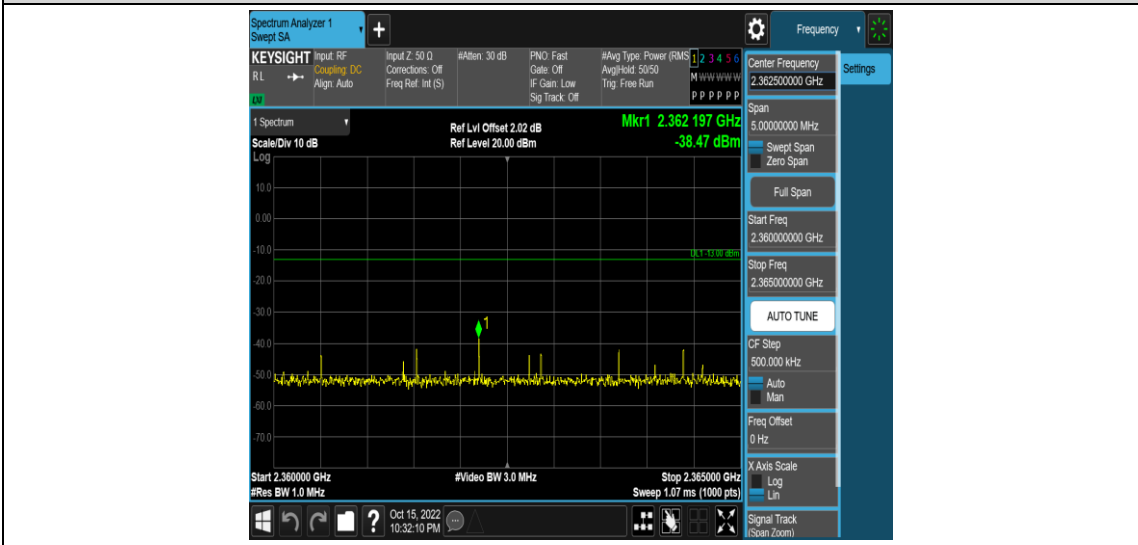 Spectrum Analyzer 1
Swept SA
+
Frequency
KEYSIGHT
R L
LXI
Input: RF
Coupling: DC
Align: Auto
Input Z: 50 Ω
Corrections: Off
Freq Ref: Int (S)
#Atten: 30 dB
PNO: Fast
Gate: Off
IF Gain: Low
Sig Track: Off
#Avg Type: Power (RMS
Avg|Hold: 50/50
Trig: Free Run
1 2 3 4 5 6
M W W W W W
P P P P P P
1 Spectrum
Scale/Div 10 dB
Log
Ref Lvl Offset 2.02 dB
Ref Level 20.00 dBm
Mkr1 2.362 197 GHz
-38.47 dBm
10.0
0.00
-10.0
DL1 -13.00 dBm
-20.0
-30.0
1
-40.0
-50.0
-60.0
-70.0
Start 2.360000 GHz
#Video BW 3.0 MHz
Stop 2.365000 GHz
#Res BW 1.0 MHz
Sweep 1.07 ms (1000 pts)
?
Oct 15, 2022
10:32:10 PM
Center Frequency
2.362500000 GHz
Settings
Span
5.00000000 MHz
Swept Span
Zero Span
Full Span
Start Freq
2.360000000 GHz
Stop Freq
2.365000000 GHz
AUTO TUNE
CF Step
500.000 kHz
Auto
Man
Freq Offset
0 Hz
X Axis Scale
Log
Lin
Signal Track
(Span Zoom)